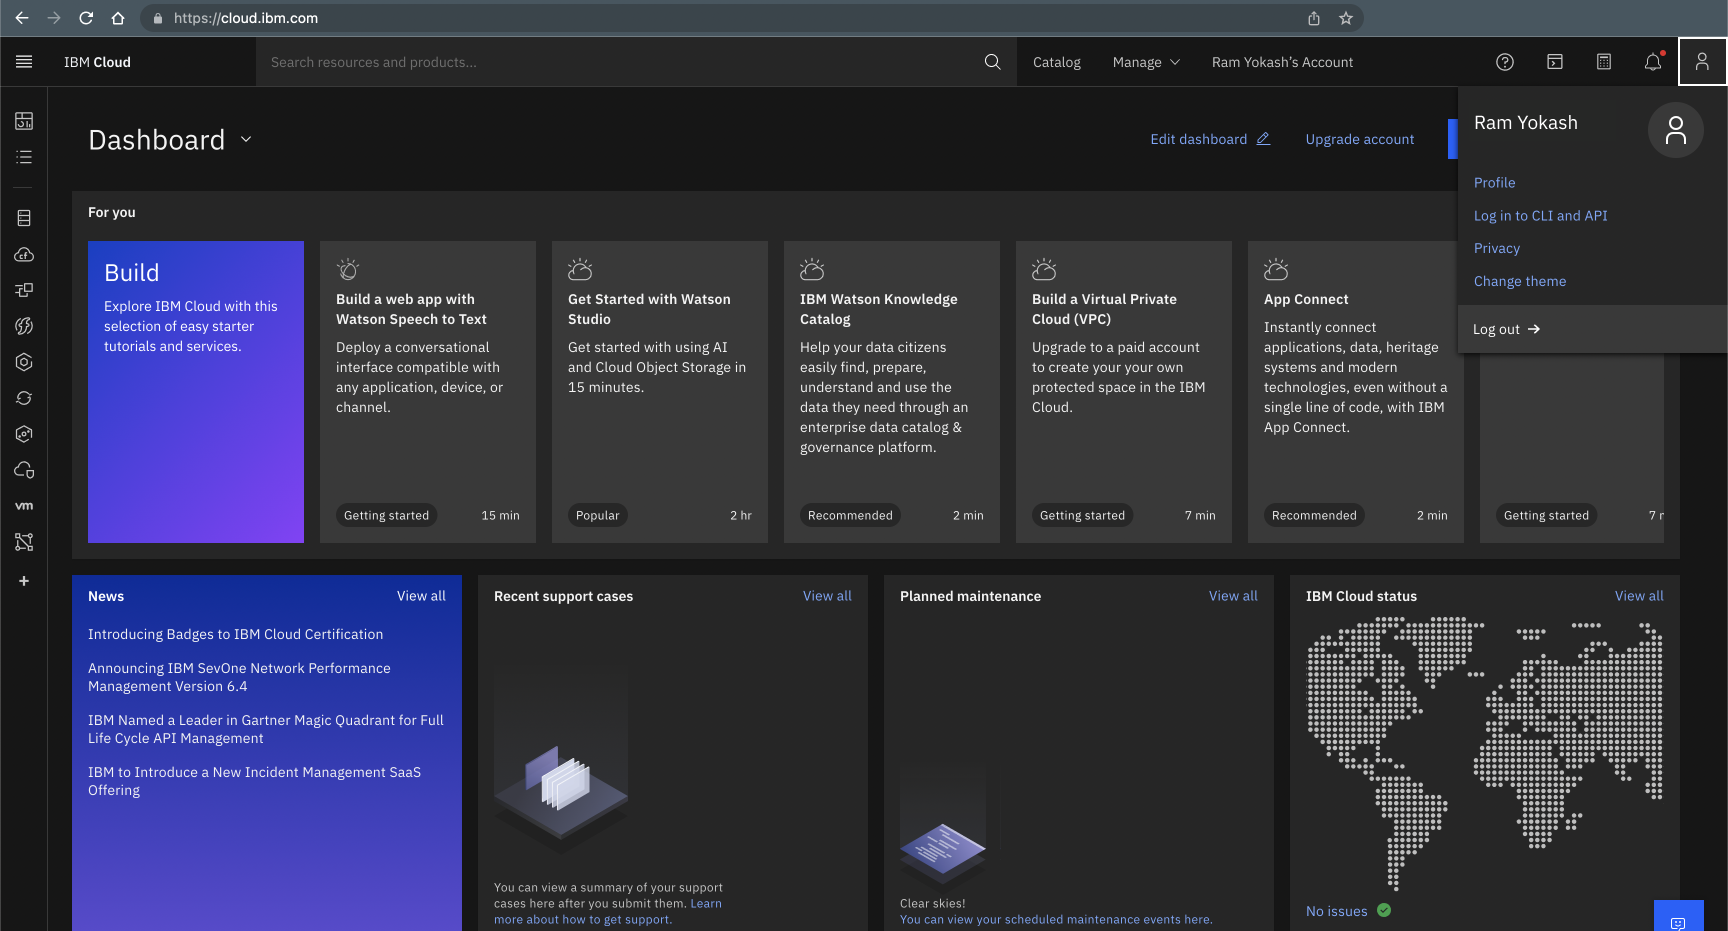 https://cloud.ibm.com
IBM Cloud
Search resources and products...
Catalog
Manage
Ram Yokash's Account
Dashboard
Edit dashboard
Upgrade account
Ram Yokash
Profile
Log in to CLI and API
Privacy
Change theme
Log out
For you
Build
Explore IBM Cloud with this
selection of easy starter
tutorials and services.
Build a web app with
Watson Speech to Text
Deploy a conversational
interface compatible with
any application, device, or
channel.
Getting started
15 min
Get Started with Watson
Studio
Get started with using AI
and Cloud Object Storage in
15 minutes.
Popular
2 hr
IBM Watson Knowledge
Catalog
Help your data citizens
easily find, prepare,
understand and use the
data they need through an
enterprise data catalog &
governance platform.
Recommended
2 min
Build a Virtual Private
Cloud (VPC)
Upgrade to a paid account
to create your your own
protected space in the IBM
Cloud.
Getting started
7 min
App Connect
Instantly connect
applications, data, heritage
systems and modern
technologies, even without a
single line of code, with IBM
App Connect.
Recommended
2 min
Getting started
7
cf
vm
News
View all
Introducing Badges to IBM Cloud Certification
Announcing IBM SevOne Network Performance
Management Version 6.4
IBM Named a Leader in Gartner Magic Quadrant for Full
Life Cycle API Management
IBM to Introduce a New Incident Management SaaS
Offering
Recent support cases
View all
You can view a summary of your support
cases here after you submit them. Learn
more about how to get support.
Planned maintenance
View all
Clear skies!
You can view your scheduled maintenance events here.
IBM Cloud status
View all
No issues